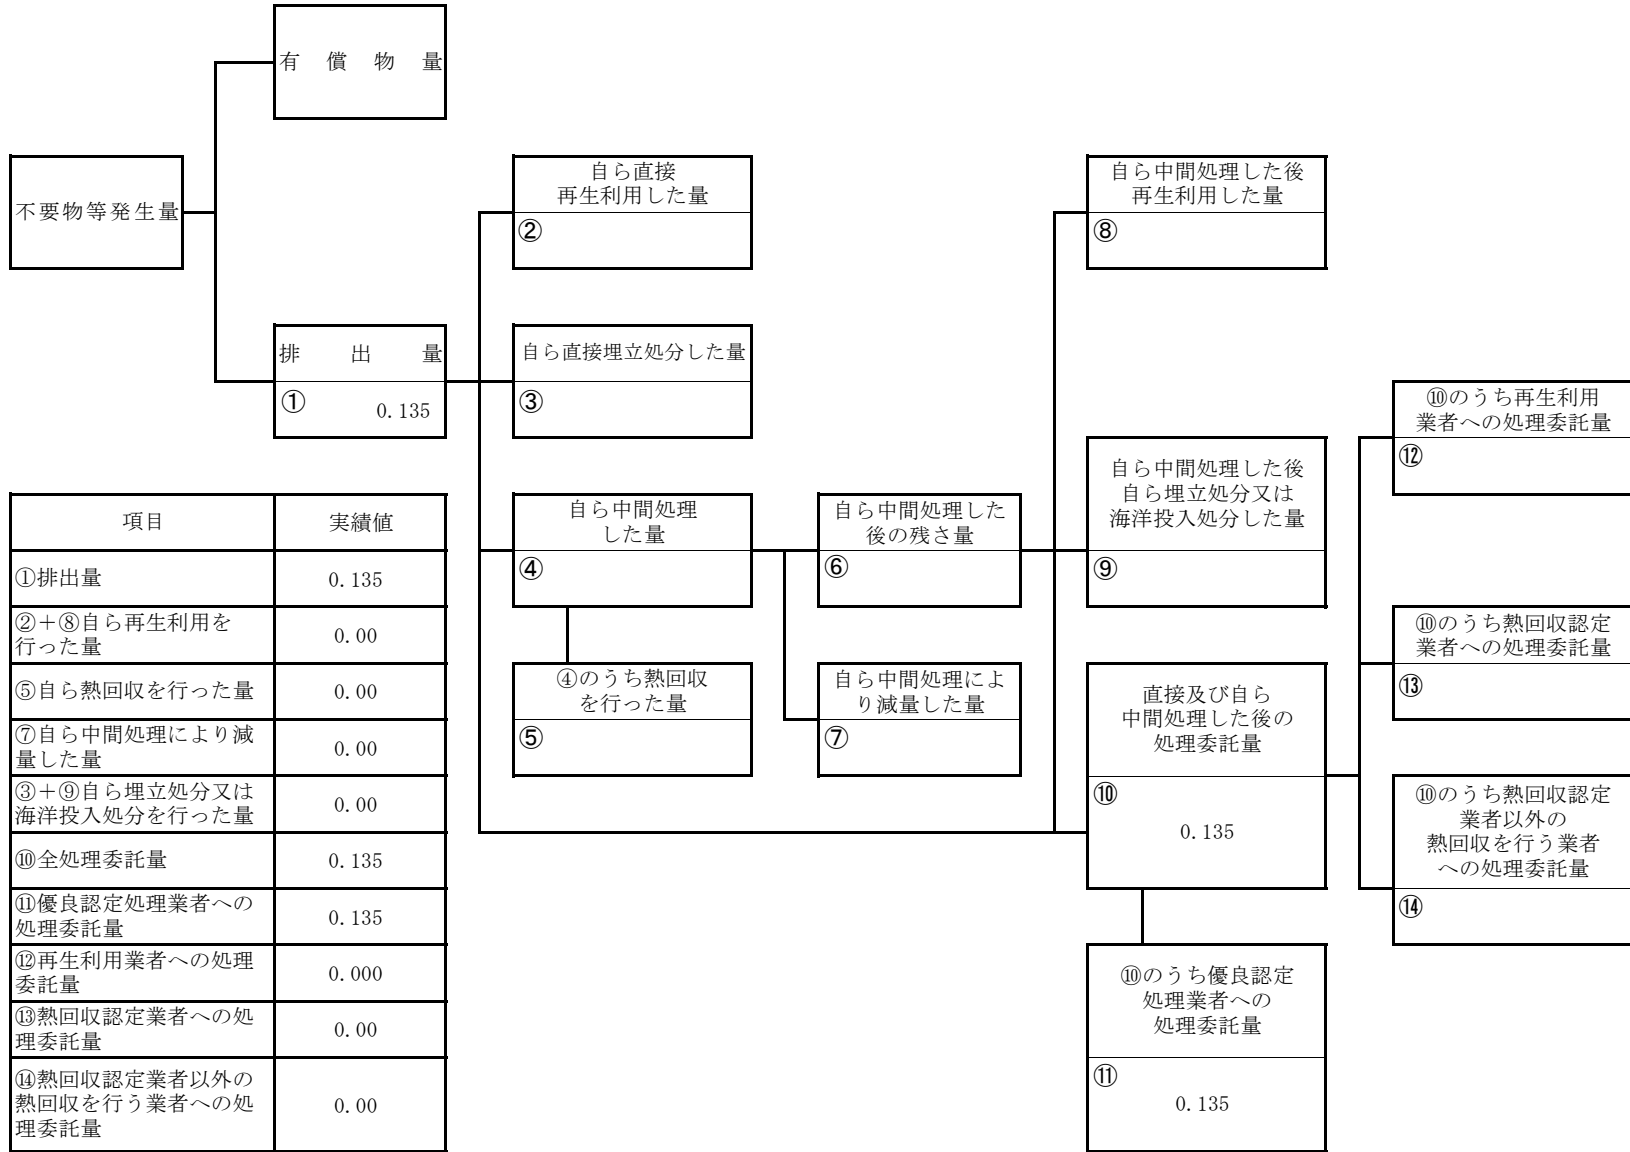 有償物量
不要物等発生量
自ら直接
再生利用した量
②
自ら中間処理した後
再生利用した量
⑧
排出量
① 0.135
自ら直接埋立処分した量
③
⑩のうち再生利用
業者への処理委託量
⑫
自ら中間処理
した量
④
自ら中間処理した
後の残さ量
⑥
自ら中間処理した後
自ら埋立処分又は
海洋投入処分した量
⑨
④のうち熱回収
を行った量
⑤
自ら中間処理によ
り減量した量
⑦
直接及び自ら
中間処理した後の
処理委託量
⑩
0.135
⑩のうち熱回収認定
業者への処理委託量
⑬
⑩のうち熱回収認定
業者以外の
熱回収を行う業者
への処理委託量
⑭
⑩のうち優良認定
処理業者への
処理委託量
⑪
0.135
項目 実績値
①排出量 0.135
②+⑧自ら再生利用を
行った量 0.00
⑤自ら熱回収を行った量 0.00
⑦自ら中間処理により減
量した量 0.00
③+⑨自ら埋立処分又は
海洋投入処分を行った量 0.00
⑩全処理委託量 0.135
⑪優良認定処理業者への
処理委託量 0.135
⑫再生利用業者への処理
委託量 0.000
⑬熱回収認定業者への処
理委託量 0.00
⑭熱回収認定業者以外の
熱回収を行う業者への処
理委託量 0.00